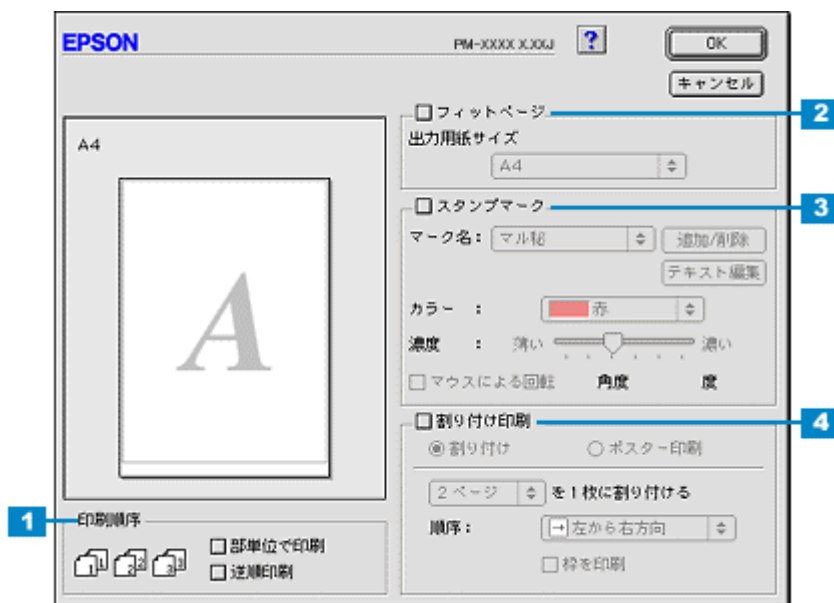 EPSON
PM-XXXX X.XXJ
?
OK
キャンセル
A4
A
1
印刷順序
1 1 2 2 3 3
部単位で印刷
逆順印刷
フィットページ
2
出力用紙サイズ
A4
スタンプマーク
3
マーク名： マル秘 追加/削除
テキスト編集
カラー ： 赤
濃度 ： 薄い 濃い
マウスによる回転 角度 度
割り付け印刷
4
割り付け ポスター印刷
2 ページ を 1 枚に割り付ける
順序： →左から右方向
枠を印刷